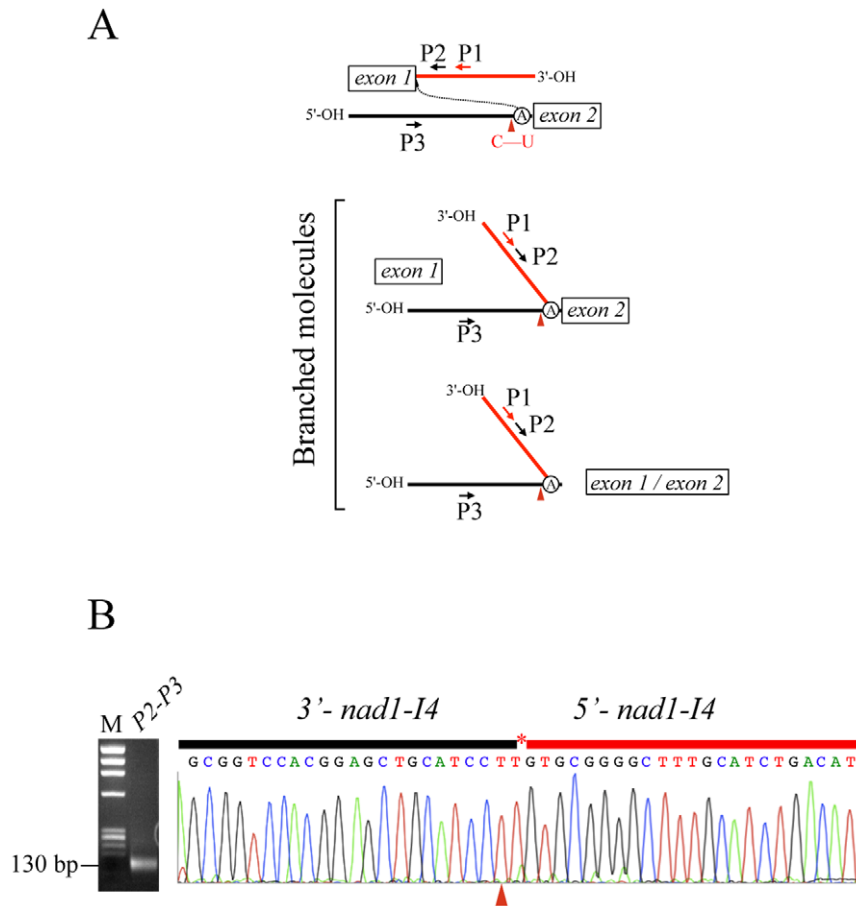 A
P2 P1
exon 1
3'-OH
5'-OH
A
exon 2
P3
C—U
Branched molecules
3'-OH
P1
P2
exon 1
5'-OH
A
exon 2
P3
3'-OH
P1
P2
5'-OH
A
exon 1 / exon 2
P3
B
M
P2-P3
130 bp
3'- nad1-I4
5'- nad1-I4
*
GCGGTCCACGGAGCTGCATCCTTGTGCGGGGCTTTGCATCTGACAT